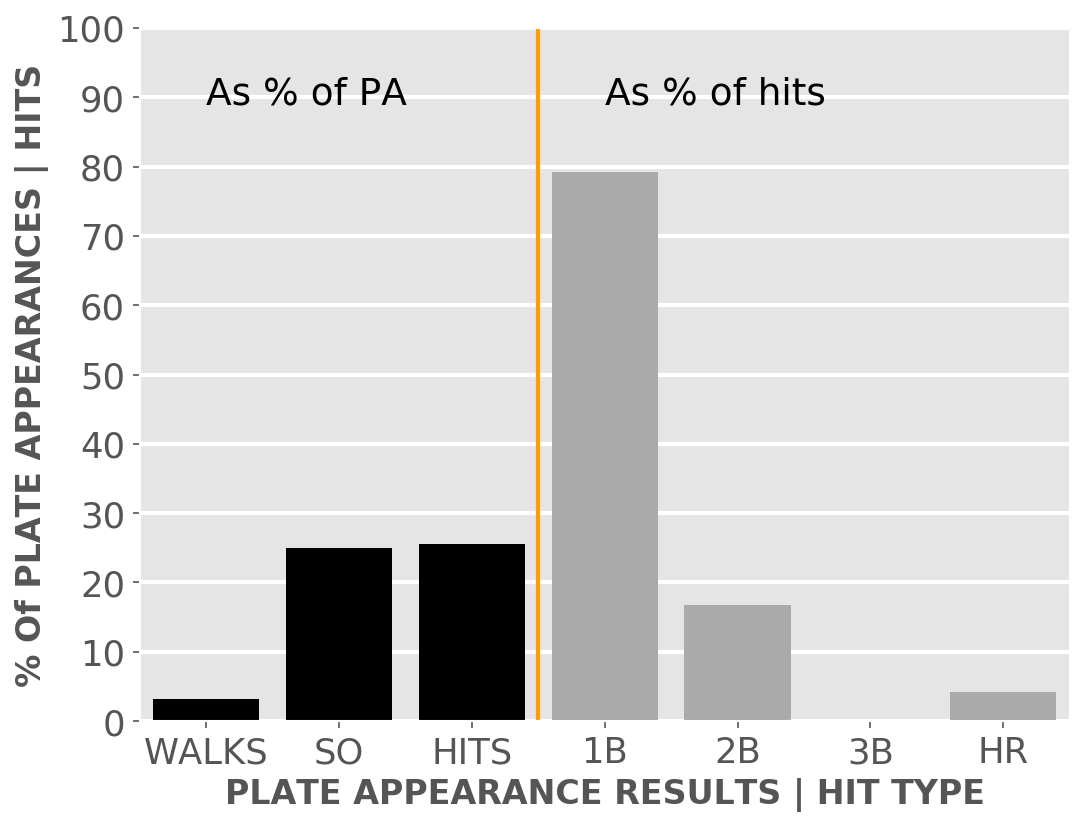 % Of PLATE APPEARANCES | HITS
100
90
80
70
60
50
40
30
20
10
0
As % of PA
As % of hits
WALKS SO HITS 1B 2B 3B HR
PLATE APPEARANCE RESULTS | HIT TYPE